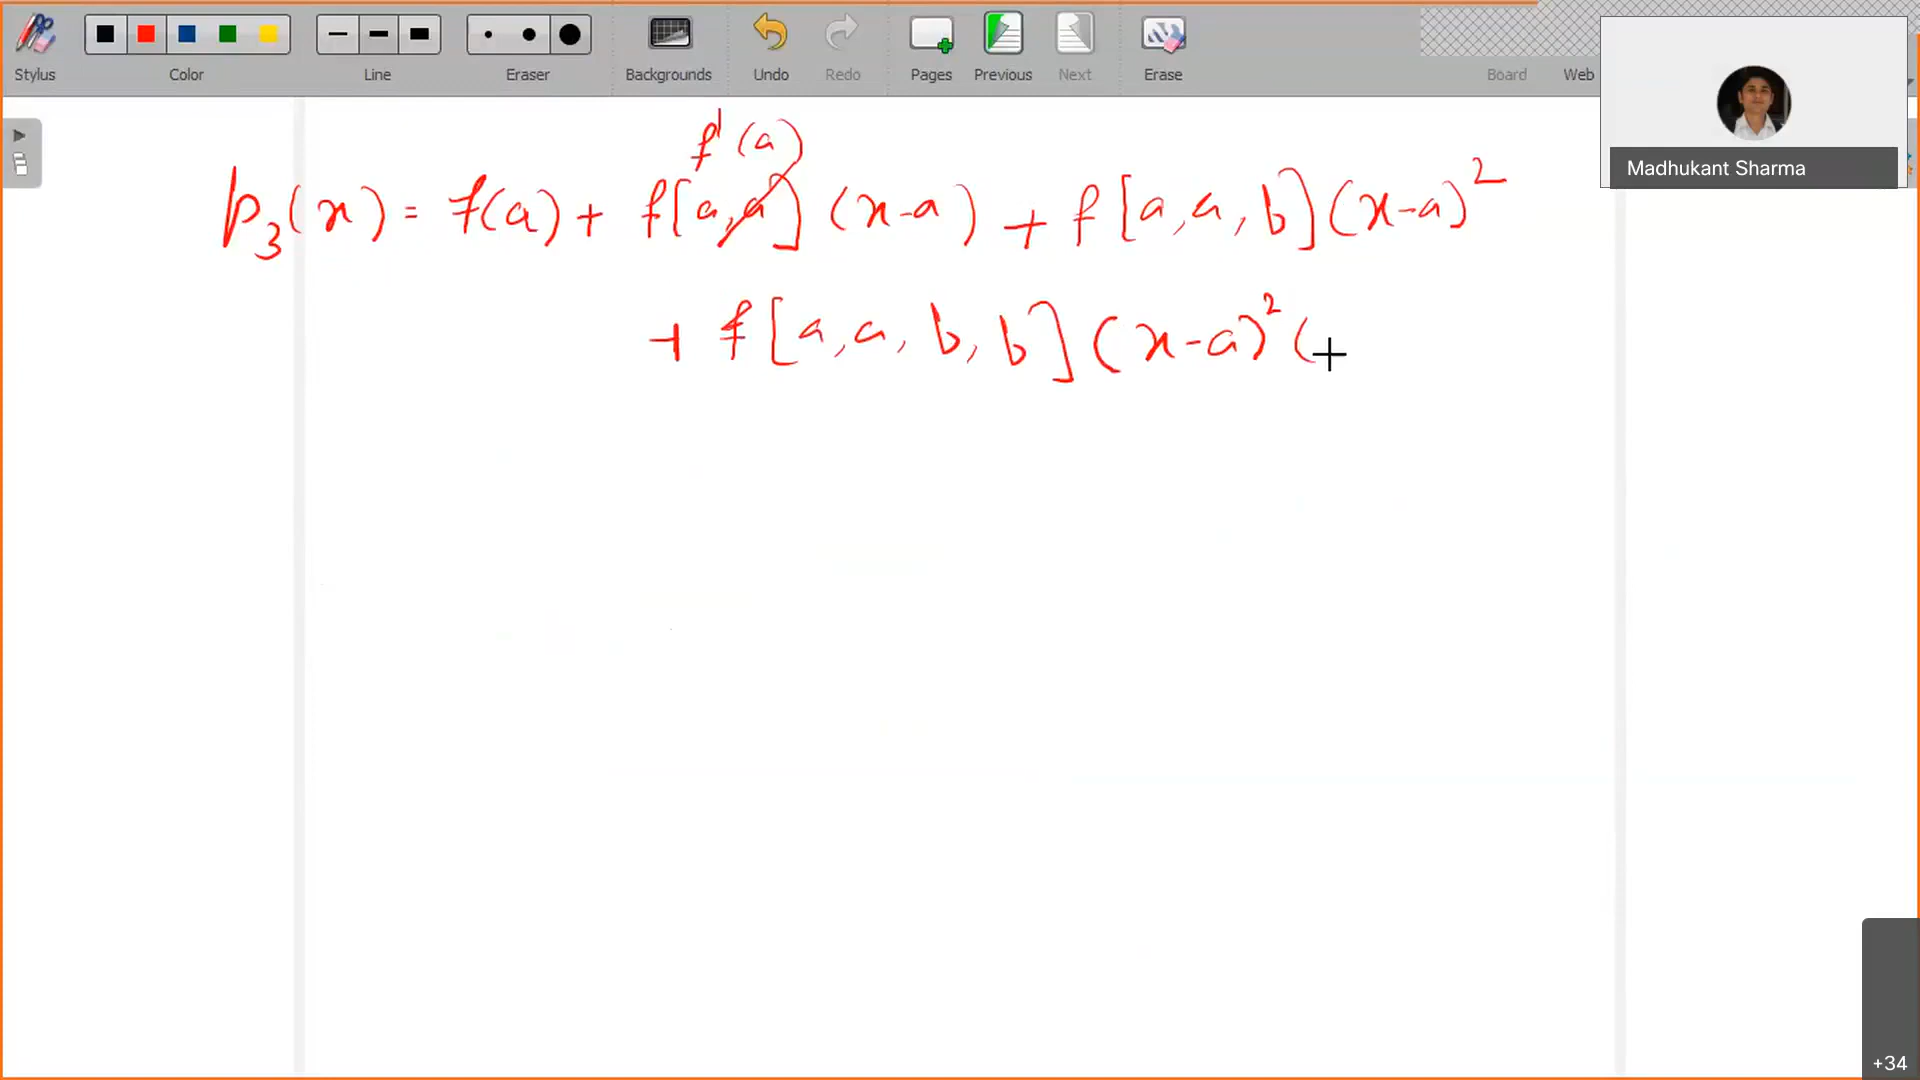 Stylus Color Line Eraser Backgrounds Undo Redo Pages Previous Next Erase Board Web
Madhukant Sharma
f'(a)
p₃(x) = f(a) + f[a,a] (x-a) + f[a,a,b](x-a)²
+ f[a,a,b,b](x-a)²(
+34